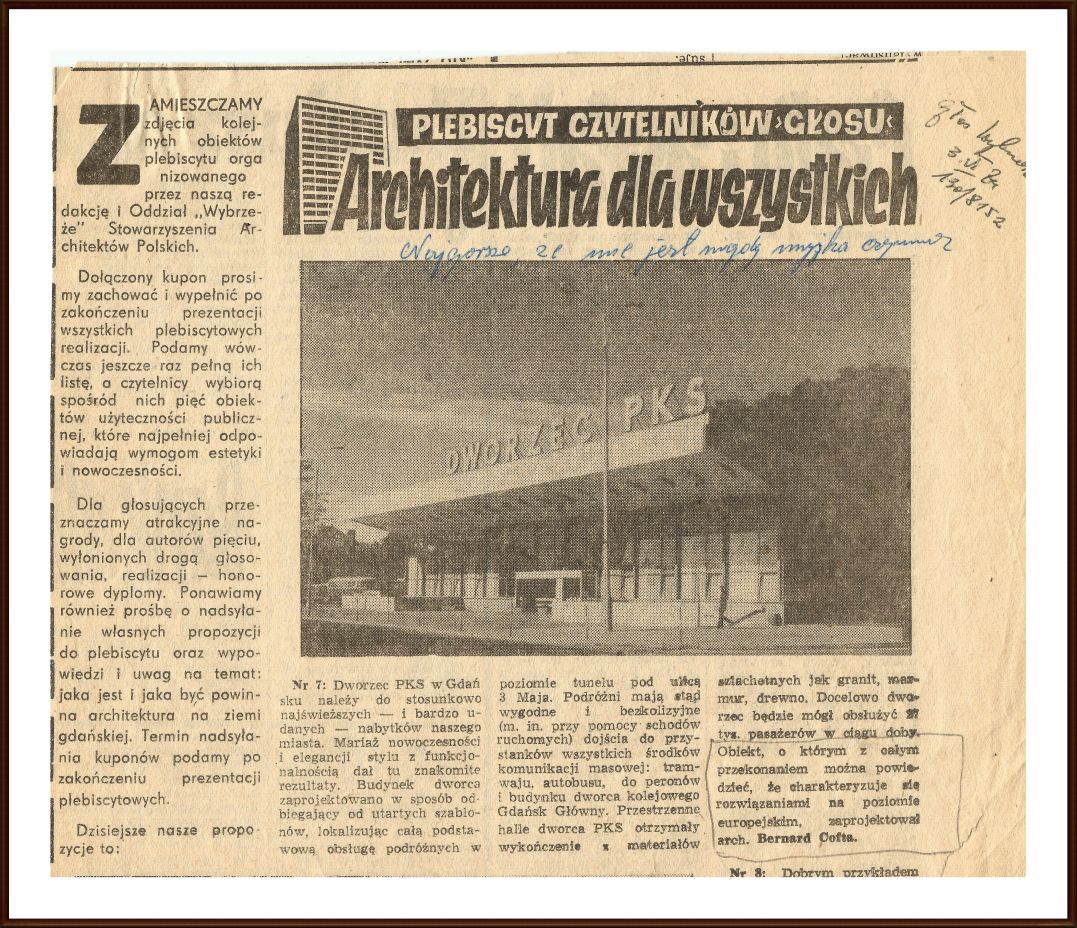 PLEBISCYT CZYTELNIKÓW ›GŁOSU‹
Architektura dla wszystkich
ZAMIESZCZAMY
zdjęcia kolej-
nych obiektów
plebiscytu orga
nizowanego
przez naszą re-
dakcję i Oddział „Wybrze-
że" Stowarzyszenia Ar-
chitektów Polskich.
Dołączony kupon prosi-
my zachować i wypełnić po
zakończeniu prezentacji
wszystkich plebiscytowych
realizacji. Podamy wów-
czas jeszcze raz pełną ich
listę, a czytelnicy wybiorą
spośród nich pięć obiek-
tów użyteczności publicz-
nej, które najpełniej odpo-
wiadają wymogom estetyki
i nowoczesności.
Dla głosujących prze-
znaczamy atrakcyjne na-
grody, dla autorów pięciu,
wyłonionych drogą głoso-
wania, realizacji — hono-
rowe dyplomy. Ponawiamy
również prośbę o nadsyła-
nie własnych propozycji
do plebiscytu oraz wypo-
wiedzi i uwag na temat:
jaka jest i jaka być powin-
na architektura na ziemi
gdańskiej. Termin nadsyła-
nia kuponów podamy po
zakończeniu prezentacji
plebiscytowych.
Dzisiejsze nasze propo-
zycje to:
Głos
3.VI.
130/8152
że nie jest nigdy
DWORZEC PKS
Nr 7: Dworzec PKS w Gdań
sku należy do stosunkowo
najświeższych — i bardzo u-
danych — nabytków naszego
miasta. Mariaż nowoczesności
i elegancji stylu z funkcjo-
nalnością dał tu znakomite
rezultaty. Budynek dworca
zaprojektowano w sposób od-
biegający od utartych szablo-
nów, lokalizując całą podsta-
wową obsługę podróżnych w
poziomie tunelu pod ulicą
3 Maja. Podróżni mają stąd
wygodne i bezkolizyjne
(m. in. przy pomocy schodów
ruchomych) dojścia do przy-
stanków wszystkich środków
komunikacji masowej: tram-
waju, autobusu, do peronów
i budynku dworca kolejowego
Gdańsk Główny. Przestrzenne
halle dworca PKS otrzymały
wykończenie z materiałów
szlachetnych jak granit, mar-
mur, drewno. Docelowo dwo-
rzec będzie mógł obsłużyć 27
tys. pasażerów w ciągu doby.
Obiekt, o którym z całym
przekonaniem można powie-
dzieć, że charakteryzuje się
rozwiązaniami na poziomie
europejskim, zaprojektował
arch. Bernard Cofta.
Nr 8: Dobrym przykładem